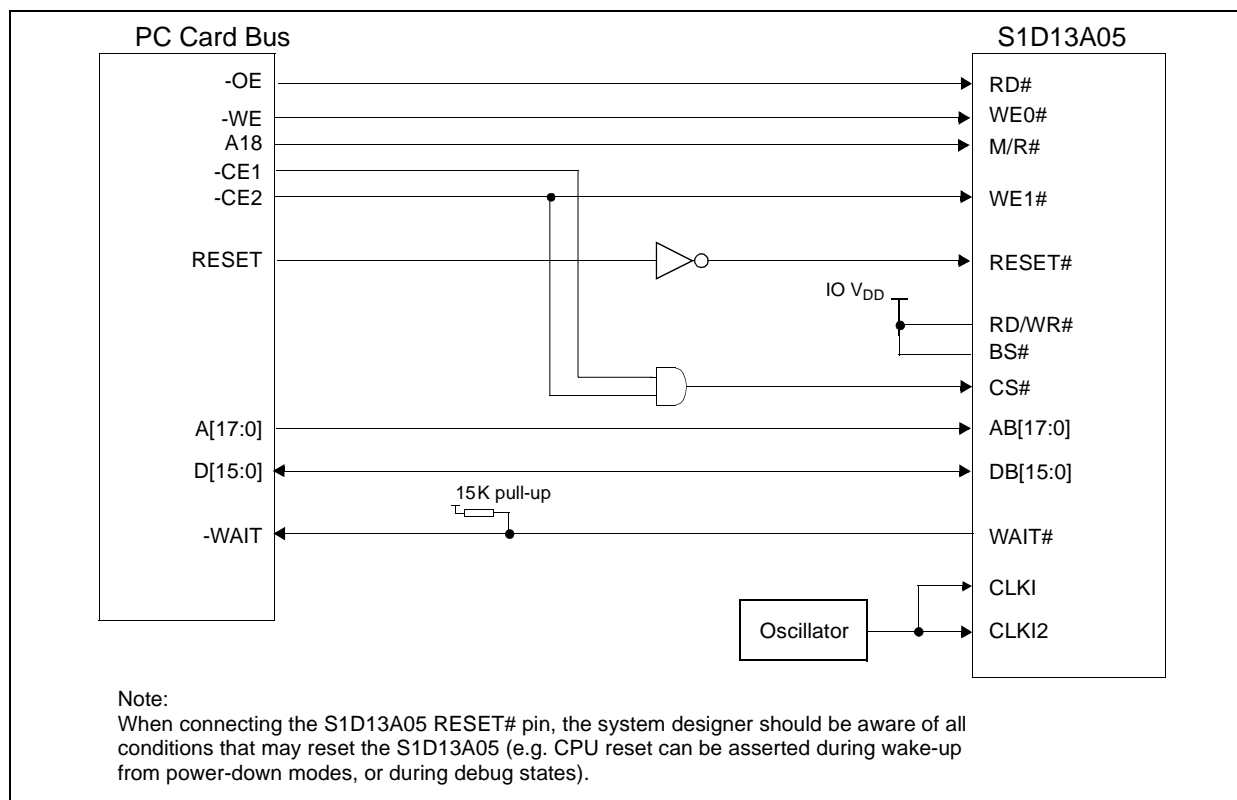 PC Card Bus
S1D13A05
-OE
RD#
-WE
WE0#
A18
M/R#
-CE1
-CE2
WE1#
RESET
RESET#
IO VDD
RD/WR#
BS#
CS#
A[17:0]
AB[17:0]
D[15:0]
DB[15:0]
15K pull-up
-WAIT
WAIT#
CLKI
Oscillator
CLKI2
Note:
When connecting the S1D13A05 RESET# pin, the system designer should be aware of all
conditions that may reset the S1D13A05 (e.g. CPU reset can be asserted during wake-up
from power-down modes, or during debug states).